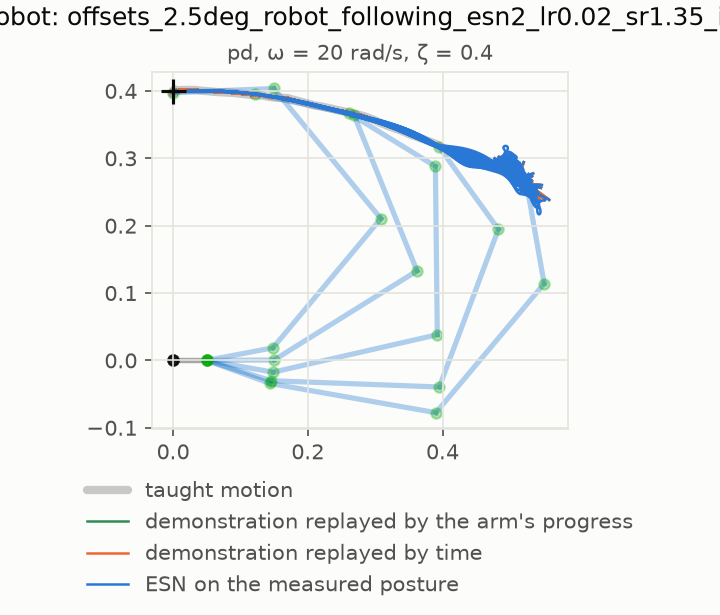 obot: offsets_2.5deg_robot_following_esn2_lr0.02_sr1.35_i
pd, ω = 20 rad/s, ζ = 0.4
0.4
0.3
0.2
0.1
0.0
−0.1
0.0 0.2 0.4
taught motion
demonstration replayed by the arm's progress
demonstration replayed by time
ESN on the measured posture